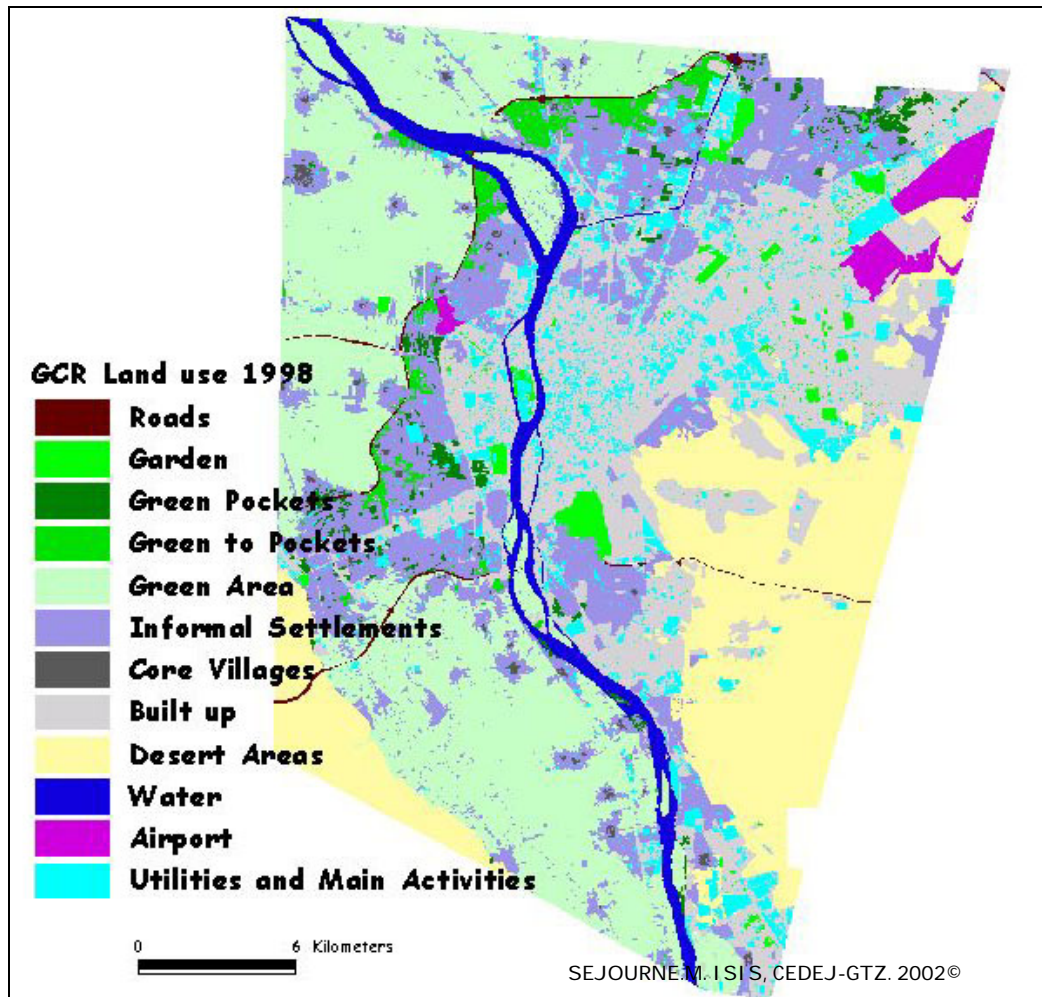 GCR Land use 1998
Roads
Garden
Green Pockets
Green to Pockets
Green Area
Informal Settlements
Core Villages
Built up
Desert Areas
Water
Airport
Utilities and Main Activities
0 6 Kilometers
SEJOURNE.M. ISIS, CEDEJ-GTZ. 2002©